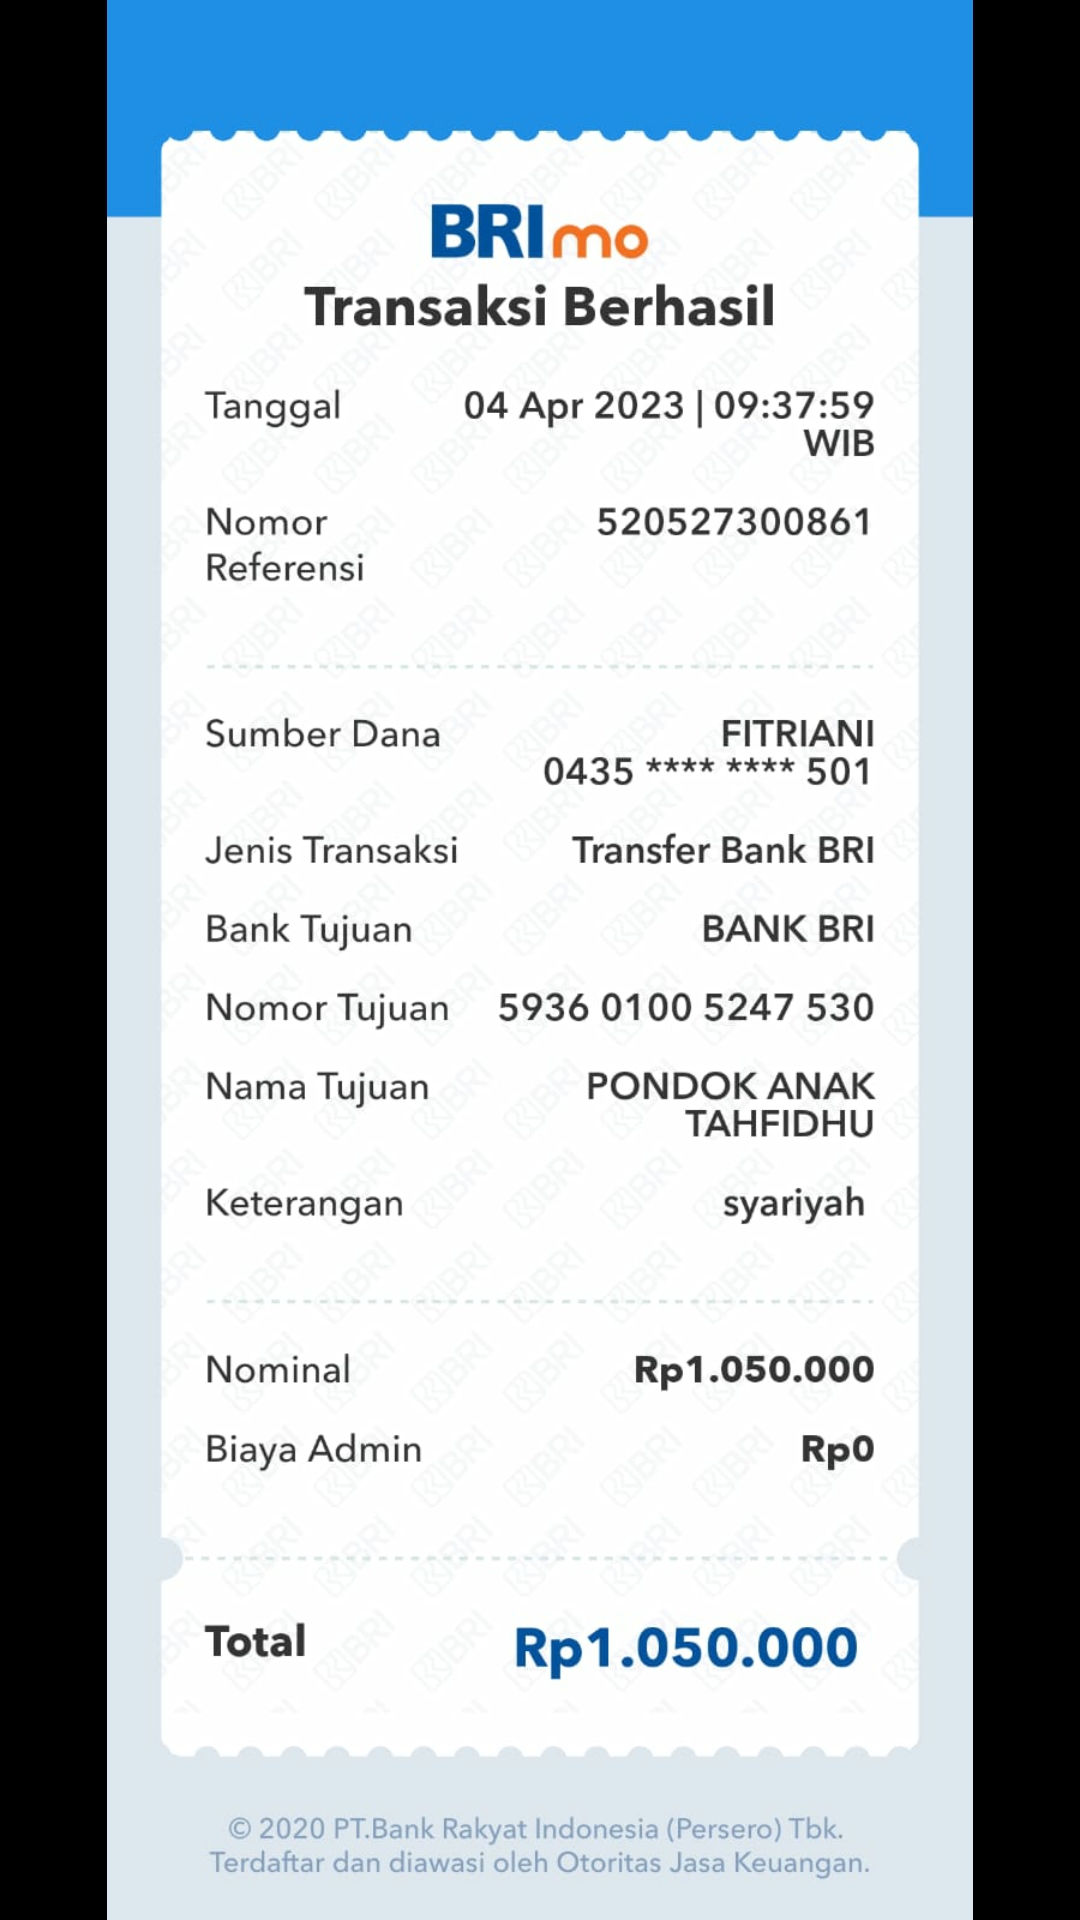 BRImo
Transaksi Berhasil
Tanggal 04 Apr 2023 | 09:37:59
WIB
Nomor 520527300861
Referensi
Sumber Dana FITRIANI
0435 **** **** 501
Jenis Transaksi Transfer Bank BRI
Bank Tujuan BANK BRI
Nomor Tujuan 5936 0100 5247 530
Nama Tujuan PONDOK ANAK
TAHFIDHU
Keterangan syariyah
Nominal Rp1.050.000
Biaya Admin Rp0
Total Rp1.050.000
© 2020 PT.Bank Rakyat Indonesia (Persero) Tbk.
Terdaftar dan diawasi oleh Otoritas Jasa Keuangan.